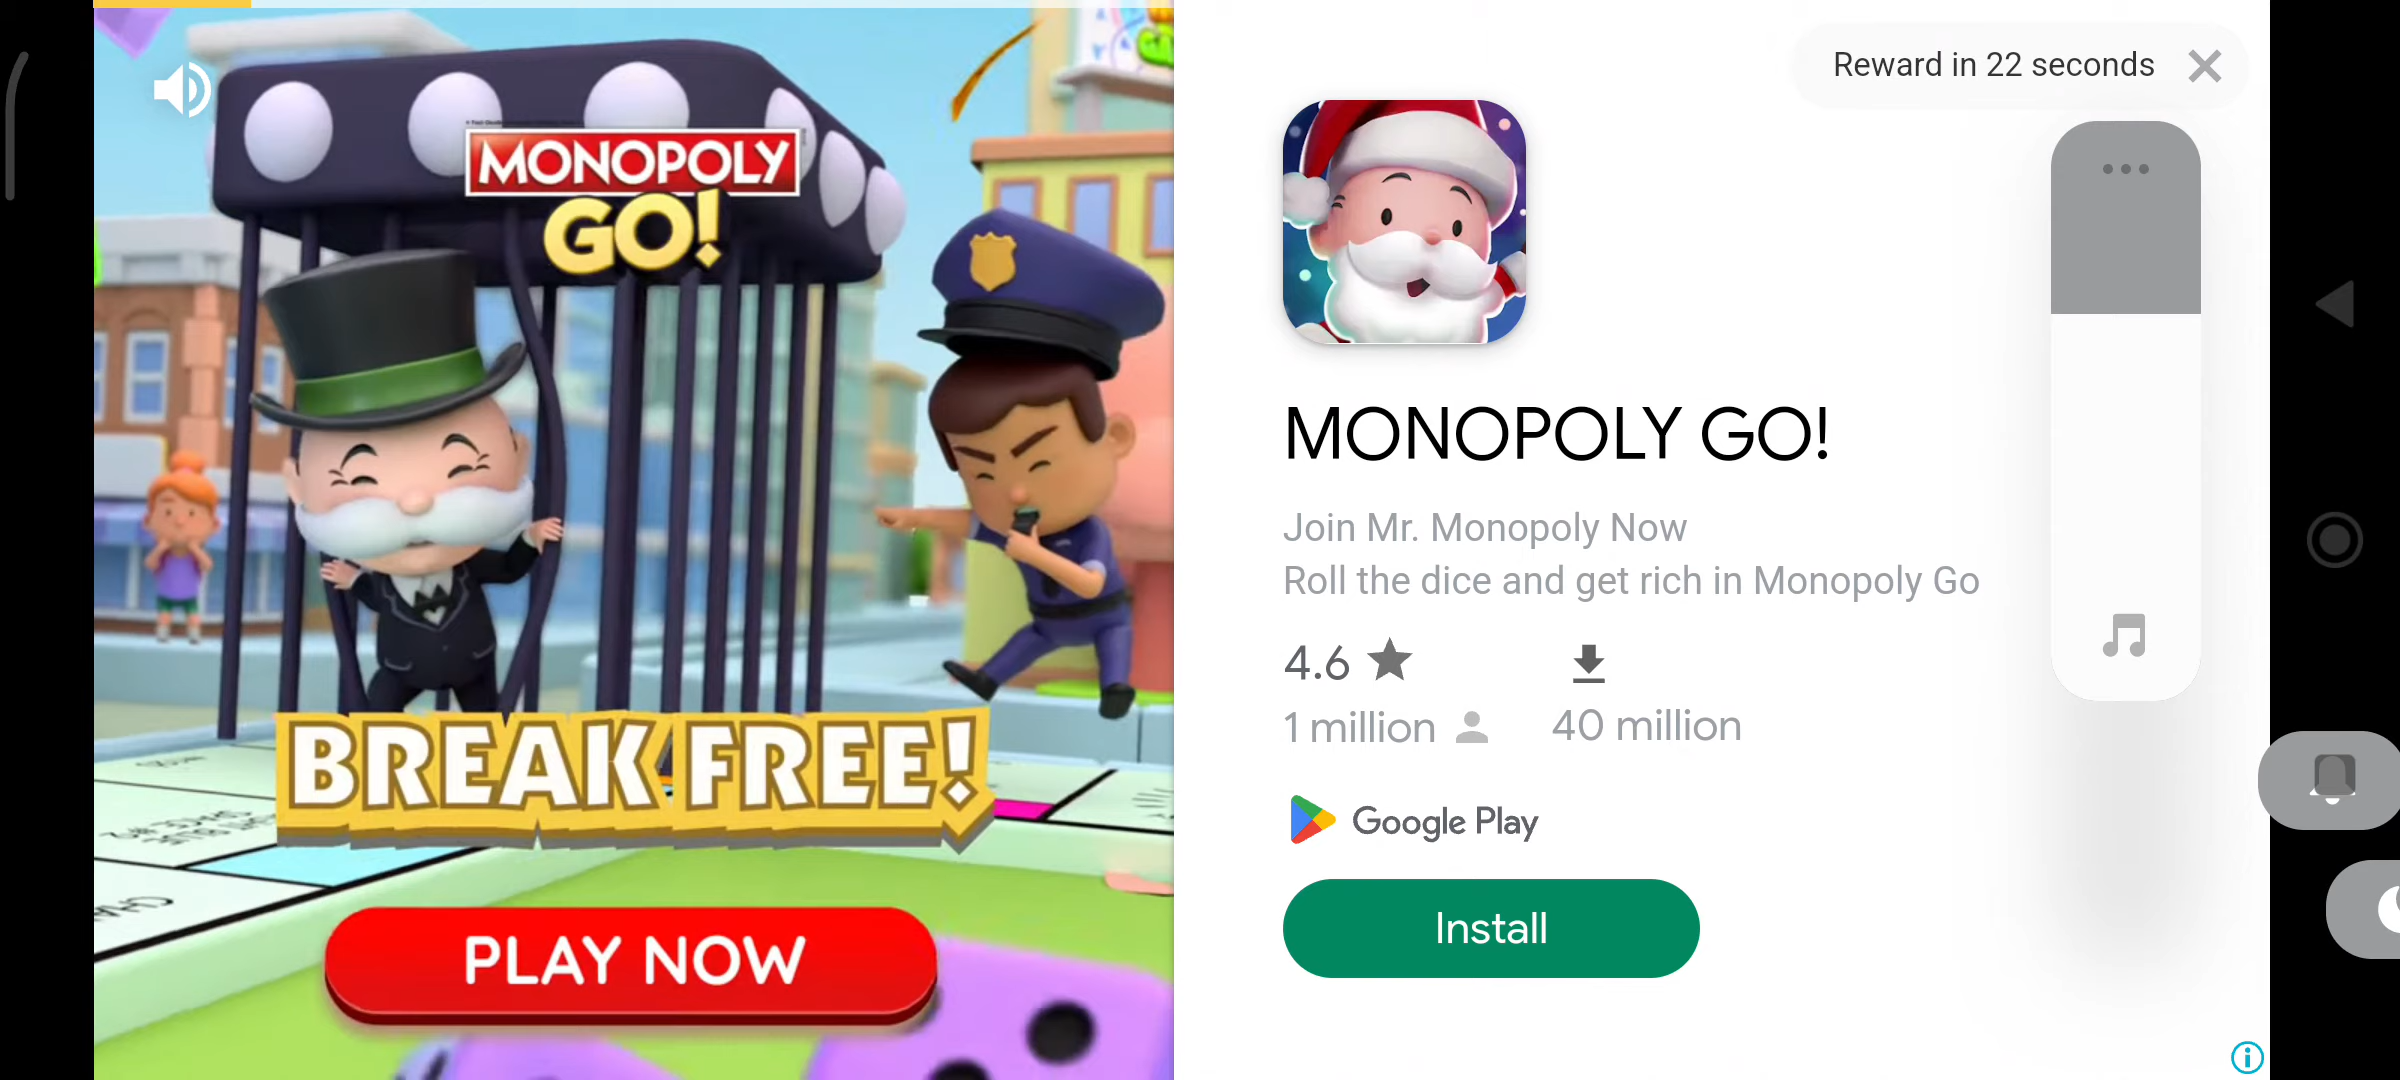 MONOPOLY
GO!
BREAK FREE!
PLAY NOW
Reward in 22 seconds
MONOPOLY GO!
Join Mr. Monopoly Now
Roll the dice and get rich in Monopoly Go
4.6
1 million
40 million
Google Play
Install